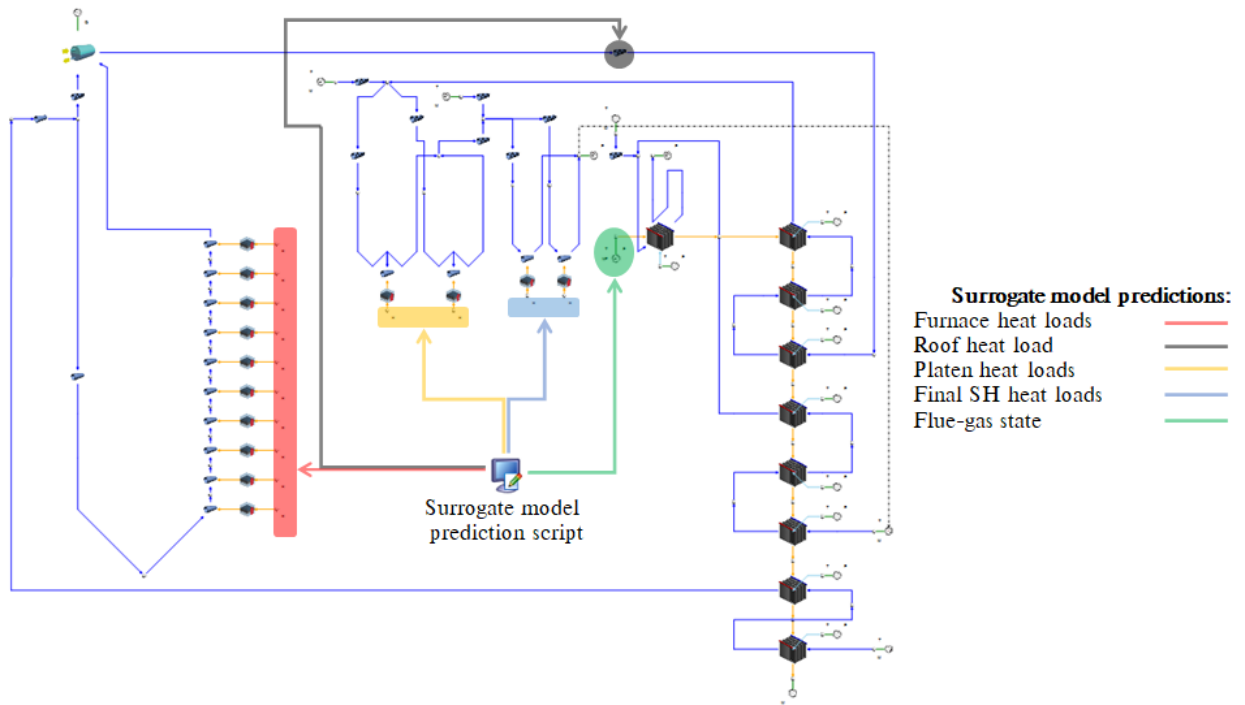 Surrogate model predictions:
Furnace heat loads
Roof heat load
Platen heat loads
Final SH heat loads
Flue-gas state
Surrogate model
prediction script